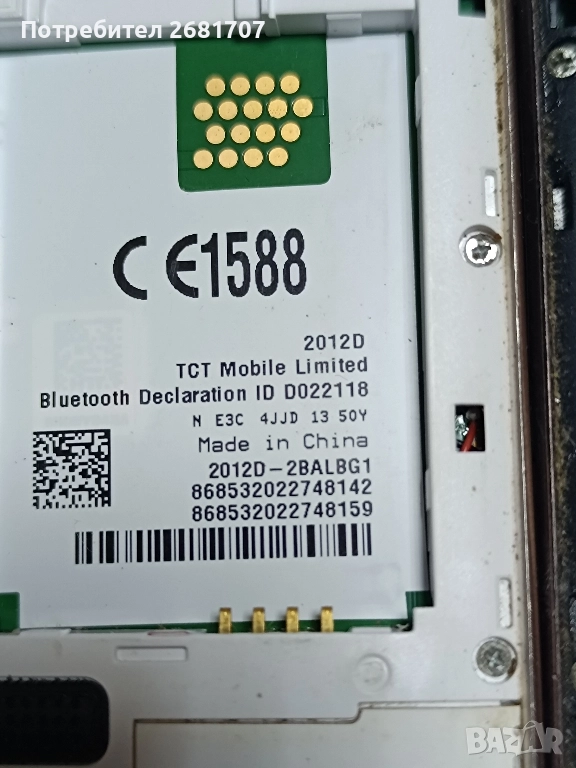 Потребител 2681707
CE1588
2012D
TCT Mobile Limited
Bluetooth Declaration ID D022118
N E3C 4JJD 13 50Y
Made in China
2012D-2BALBG1
868532022748142
868532022748159
BAZAR